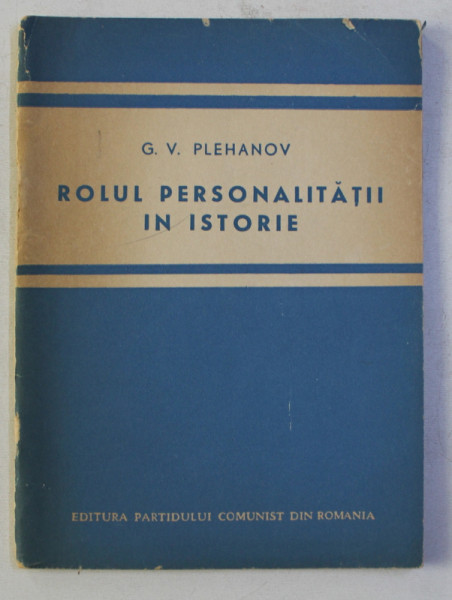 G. V. PLEHANOV
ROLUL PERSONALITĂȚII
IN ISTORIE
EDITURA PARTIDULUI COMUNIST DIN ROMANIA